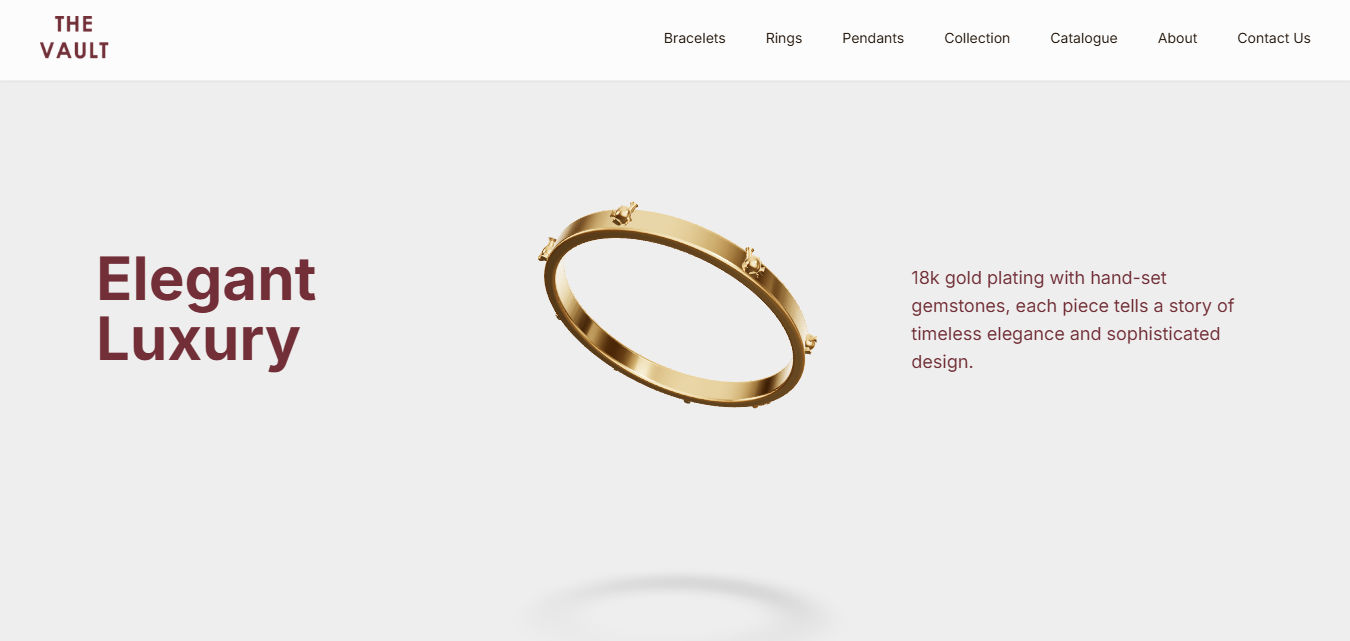 THE
VAULT
Bracelets Rings Pendants Collection Catalogue About Contact Us
Elegant
Luxury
18k gold plating with hand-set
gemstones, each piece tells a story of
timeless elegance and sophisticated
design.